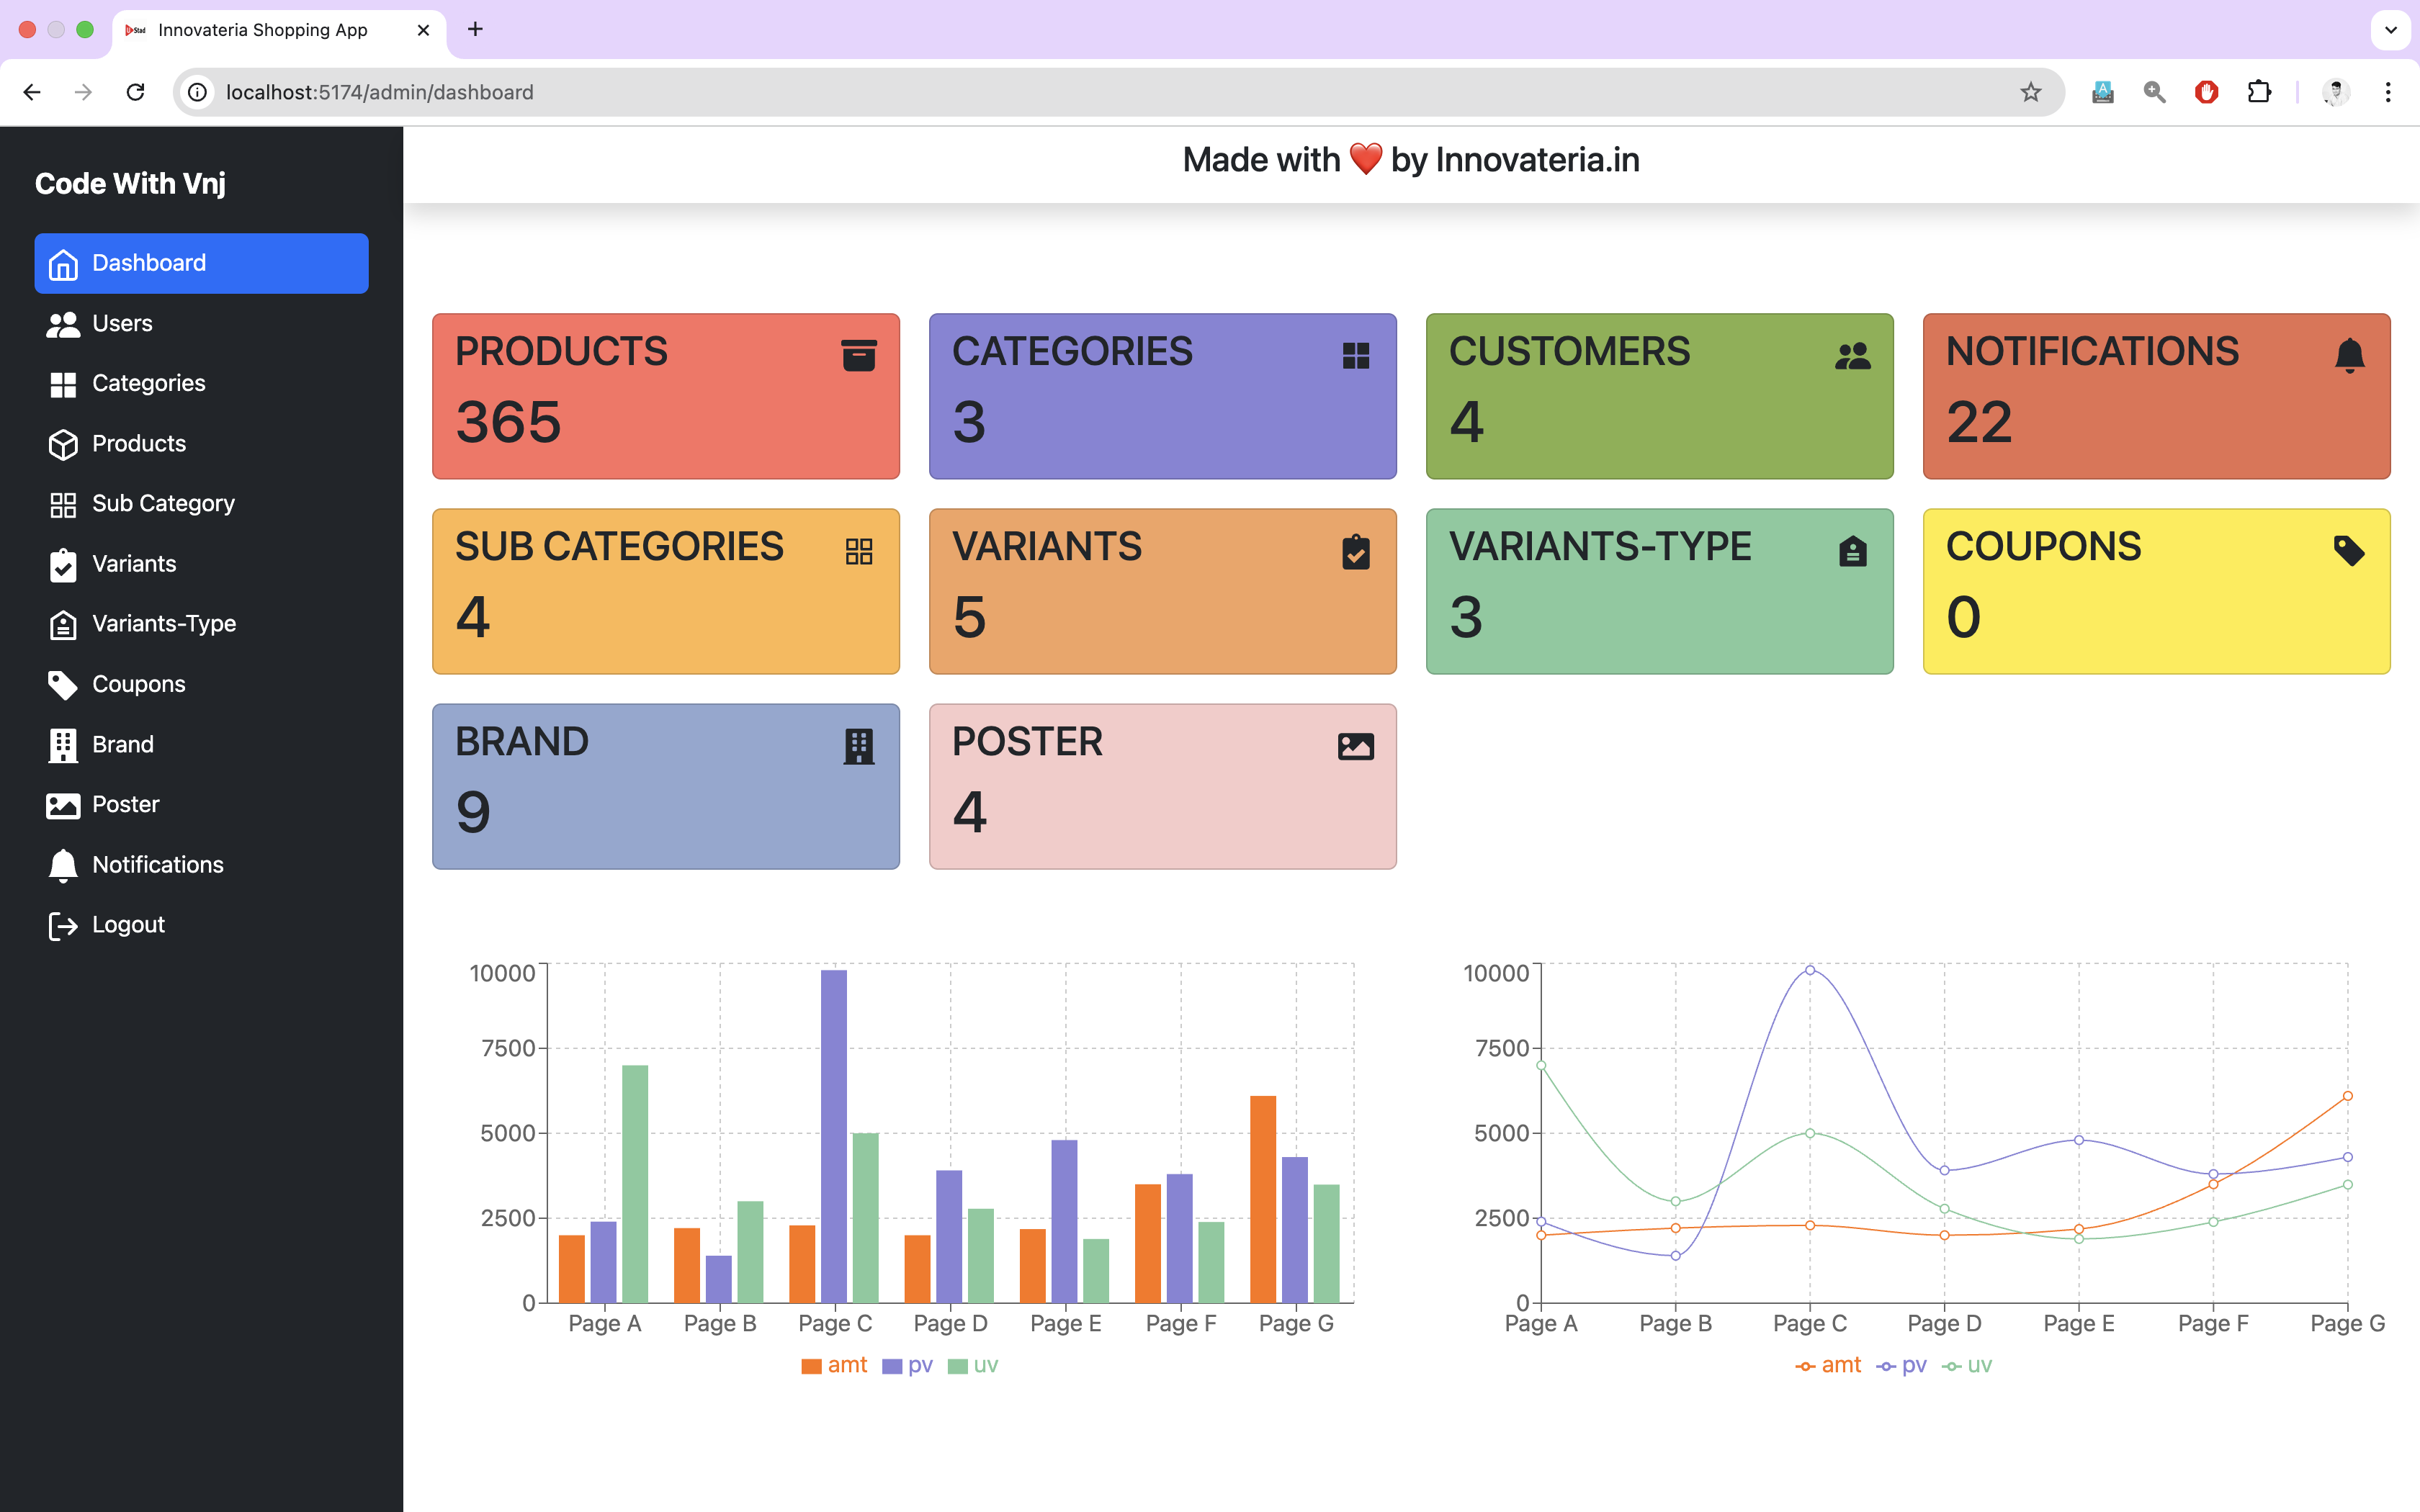 Innovateria Shopping App
localhost:5174/admin/dashboard
Code With Vnj
Dashboard
Users
Categories
Products
Sub Category
Variants
Variants-Type
Coupons
Brand
Poster
Notifications
Logout
Made with ❤️ by Innovateria.in
PRODUCTS
365
CATEGORIES
3
CUSTOMERS
4
NOTIFICATIONS
22
SUB CATEGORIES
4
VARIANTS
5
VARIANTS-TYPE
3
COUPONS
0
BRAND
9
POSTER
4
10000
7500
5000
2500
0
Page A Page B Page C Page D Page E Page F Page G
amt pv uv
10000
7500
5000
2500
0
Page A Page B Page C Page D Page E Page F Page G
amt pv uv